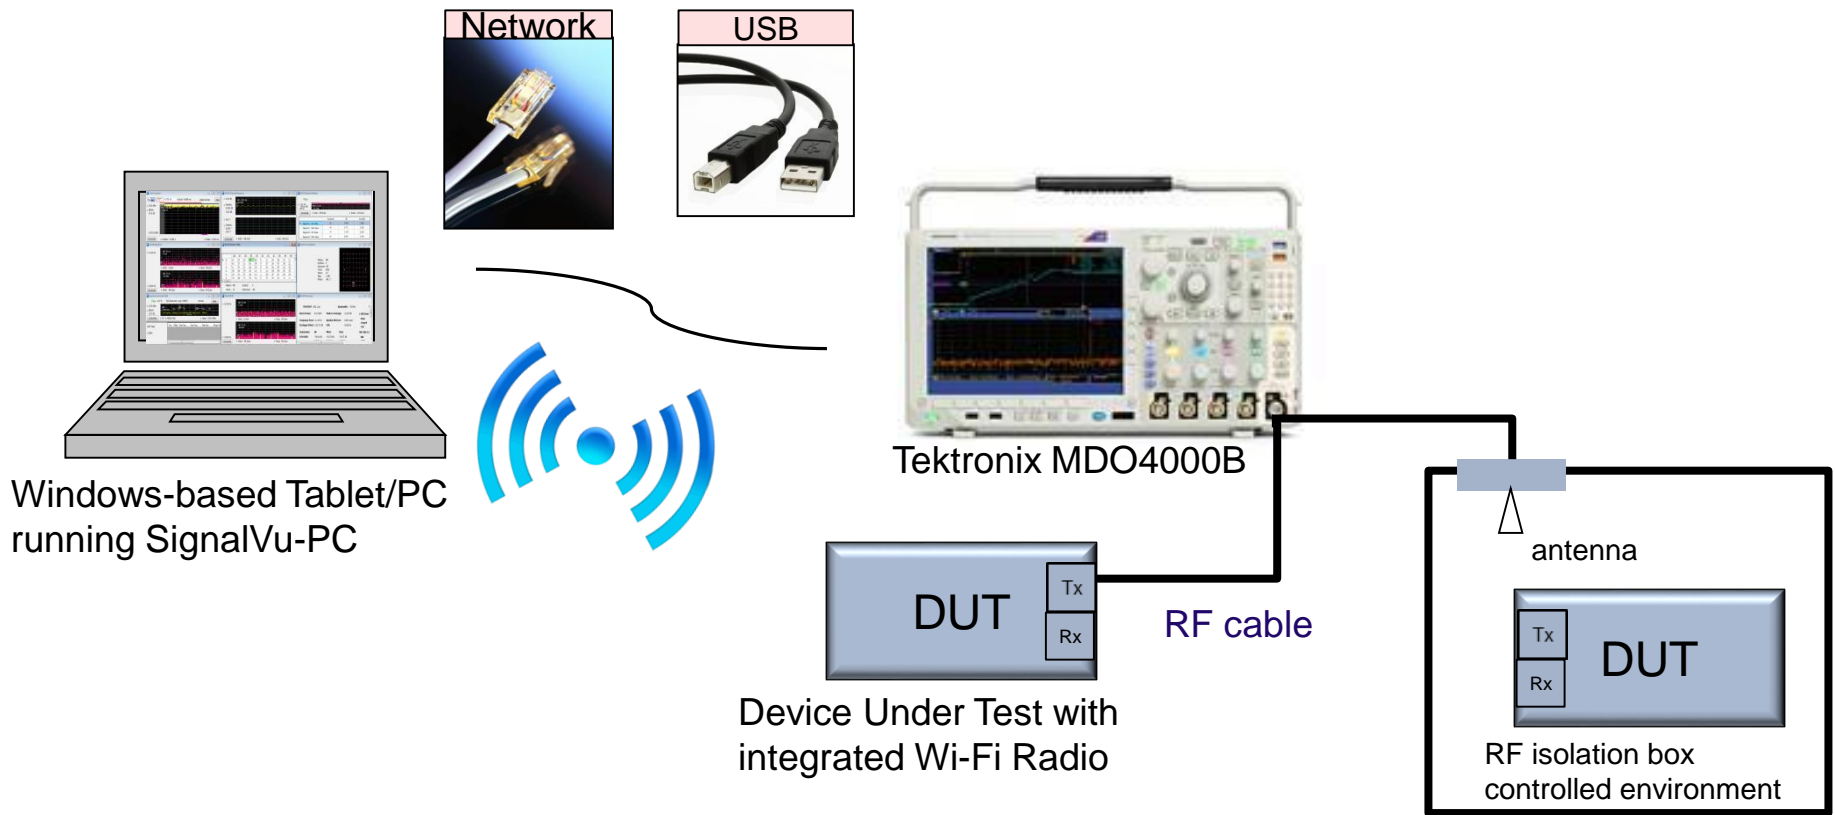 Network
USB
Tektronix MDO4000B
Windows-based Tablet/PC
running SignalVu-PC
antenna
DUT
Tx
Rx
RF cable
Tx
Rx
DUT
Device Under Test with
integrated Wi-Fi Radio
RF isolation box
controlled environment